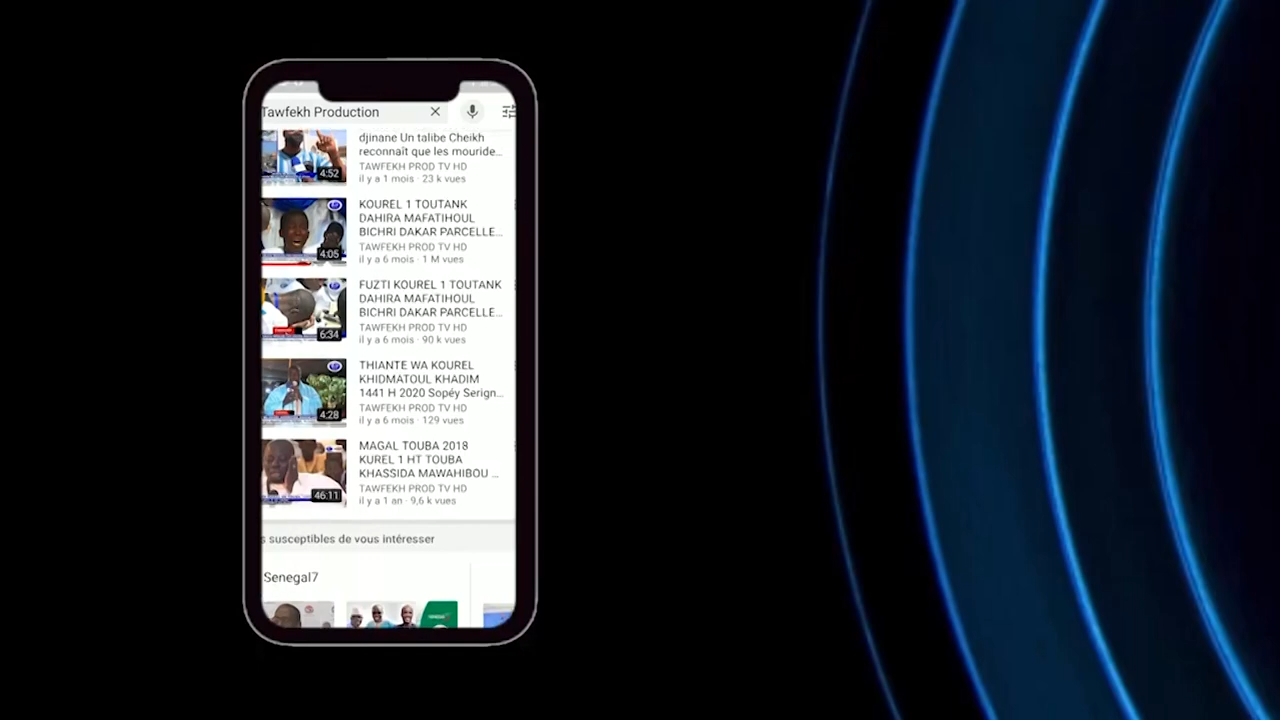 Tawfekh Production
djinane Un talibe Cheikh
reconnaît que les mouride...
TAWFEKH PROD TV HD
il y a 1 mois · 23 k vues
4:52
KOUREL 1 TOUTANK
DAHIRA MAFATIHOUL
BICHRI DAKAR PARCELLE...
TAWFEKH PROD TV HD
il y a 6 mois · 1 M vues
4:05
FUZTI KOUREL 1 TOUTANK
DAHIRA MAFATIHOUL
BICHRI DAKAR PARCELLE...
TAWFEKH PROD TV HD
il y a 6 mois · 90 k vues
6:34
THIANTE WA KOUREL
KHIDMATOUL KHADIM
1441 H 2020 Sopéy Serign...
TAWFEKH PROD TV HD
il y a 6 mois · 129 vues
4:28
MAGAL TOUBA 2018
KUREL 1 HT TOUBA
KHASSIDA MAWAHIBOU ...
TAWFEKH PROD TV HD
il y a 1 an · 9,6 k vues
46:11
s susceptibles de vous intéresser
Senegal7